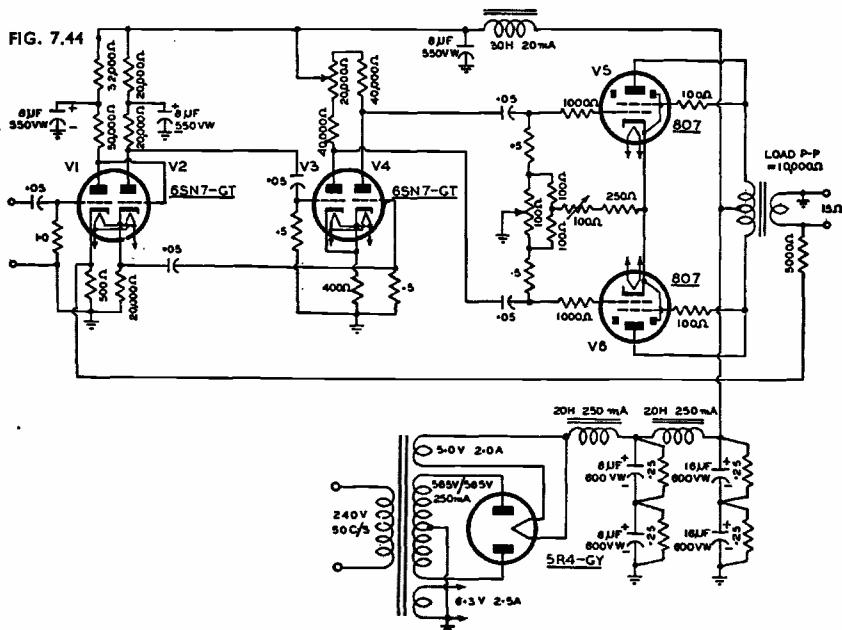 FIG. 7.44
8µF
550VW
32,000Ω
20,000Ω
50,000Ω
20,000Ω
8µF
550VW
V1
V2
6SN7-GT
·05
1·0
500Ω
20,000Ω
·05
·05
·5
V3
V4
6SN7-GT
40,000Ω
20,000Ω
40,000Ω
400Ω
·5
8µF
550VW
30H 20mA
·05
1000Ω
·5
100Ω
100Ω
100Ω
100Ω
250Ω
·5
·05
1000Ω
V5
807
100Ω
807
V6
100Ω
LOAD P-P
=10,000Ω
15Ω
5000Ω
240V
50C/S
5·0V 2·0A
565V/565V
250mA
6·3V 2·5A
5R4-GY
20H 250mA
20H 250mA
8µF
600VW
·25
16µF
600VW
·25
8µF
600VW
·25
16µF
600VW
·25